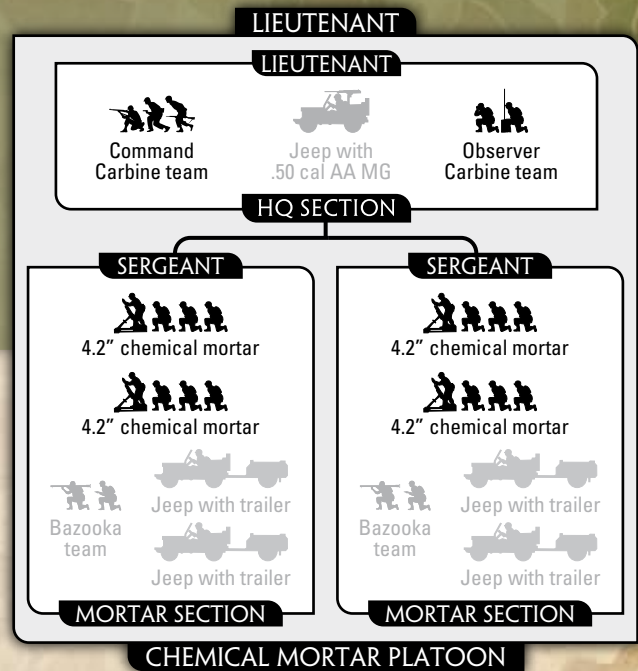 LIEUTENANT
LIEUTENANT
Command
Carbine team
Jeep with
.50 cal AA MG
Observer
Carbine team
HQ SECTION
SERGEANT
4.2” chemical mortar
4.2” chemical mortar
Bazooka
team
Jeep with trailer
Jeep with trailer
MORTAR SECTION
SERGEANT
4.2” chemical mortar
4.2” chemical mortar
Bazooka
team
Jeep with trailer
Jeep with trailer
MORTAR SECTION
CHEMICAL MORTAR PLATOON